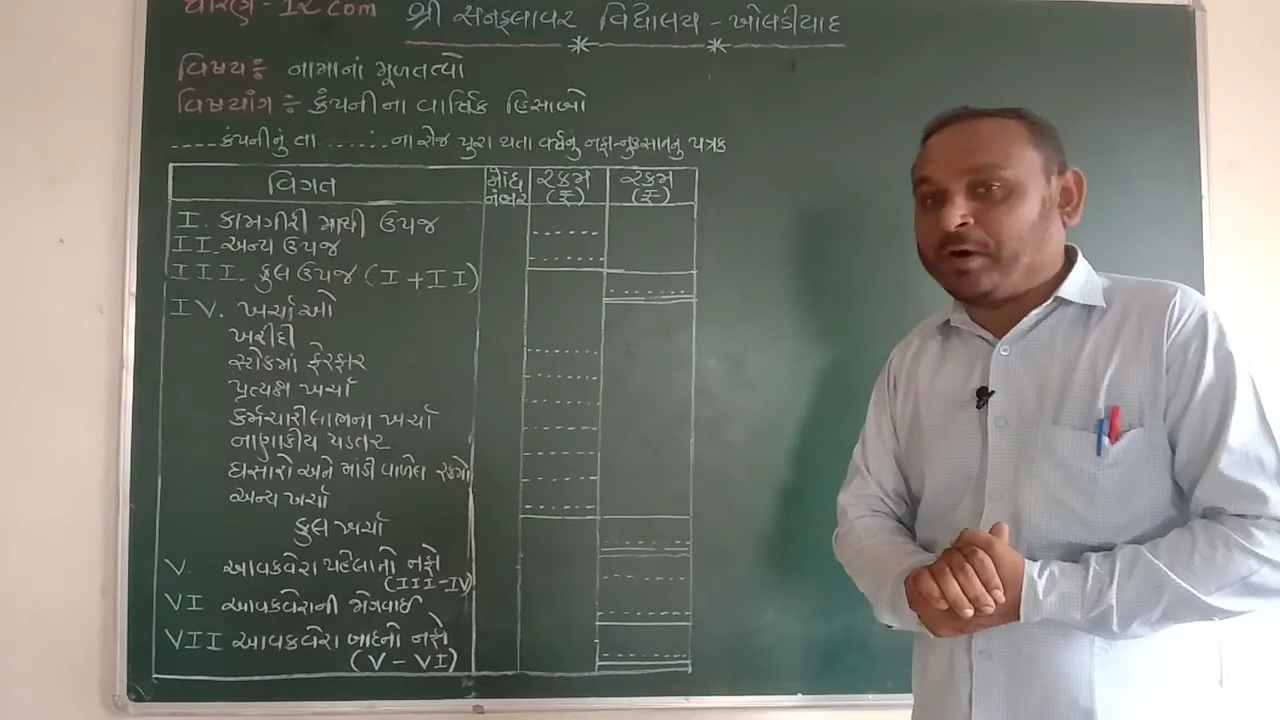 ધોરણ - 12 com
શ્રી સનફ્લાવર વિદ્યાલય - ખોલડીયાદ
વિષય ÷ નામાનાં મૂળતત્વો
વિષયાંગ ÷ કંપનીના વાર્ષિક હિસાબો
----કંપનીનું તા.......ના રોજ પુરા થતા વર્ષનું નફા-નુકસાનનું પત્રક
વિગત નોંધ નંબર રકમ (₹) રકમ (₹)
I. કામગીરી માથી ઉપજ
II. અન્ય ઉપજ
III. કુલ ઉપજ (I + II)
IV. ખર્ચાઓ
ખરીદી
સ્ટોકમાં ફેરફાર
પ્રત્યક્ષ ખર્ચા
કર્મચારીલાભના ખર્ચા
નાણાકીય પડતર
ઘસારો અને માંડી વાળેલ રકમો
અન્ય ખર્ચા
કુલ ખર્ચા
V. આવકવેરા પહેલાનો નફો
(III-IV)
VI આવકવેરાની જોગવાઈ
VII આવકવેરા બાદનો નફો
(V - VI)